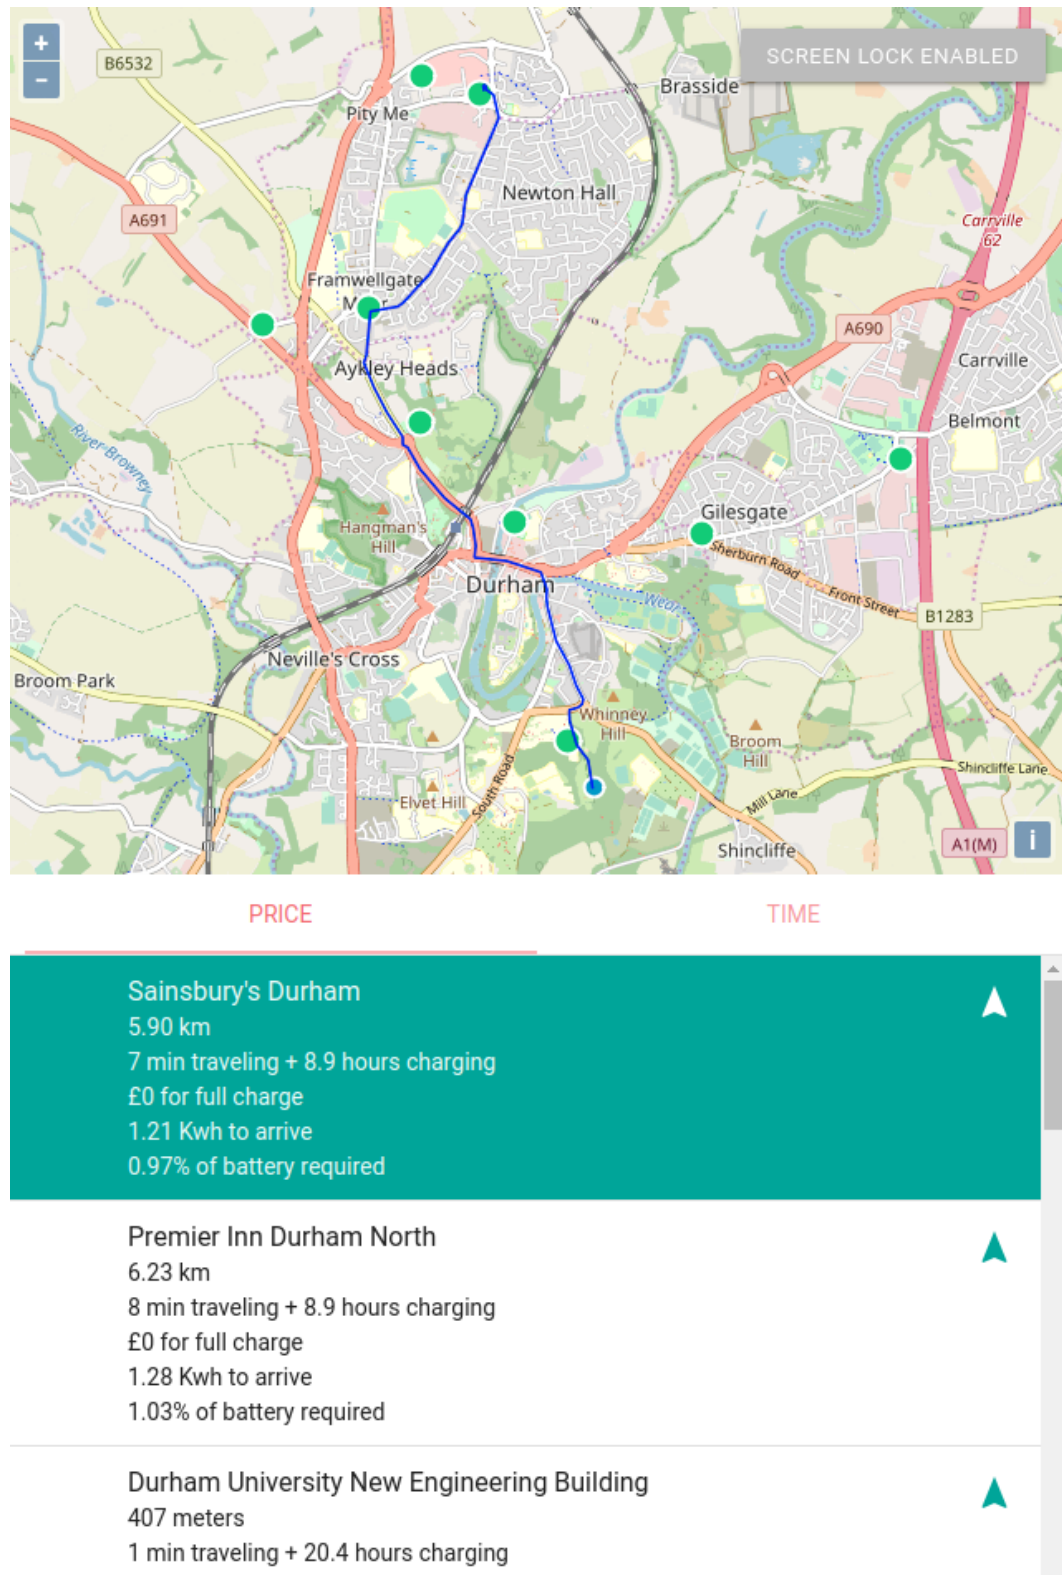 +
−
B6532
SCREEN LOCK ENABLED
Brasside
Pity Me
Newton Hall
A691
Carrville
62
Framwellgate
A690
Carrville
Aykley Heads
Belmont
River Browney
Gilesgate
Hangman's
Hill
Sherburn Road
Durham
Wear
Front Street
B1283
Neville's Cross
Broom Park
Whinney
Hill
Broom
Hill
South Road
Shincliffe Lane
Elvet Hill
Mill Lane
Shincliffe
A1(M)
i
PRICE
TIME
Sainsbury's Durham
5.90 km
7 min traveling + 8.9 hours charging
£0 for full charge
1.21 Kwh to arrive
0.97% of battery required
Premier Inn Durham North
6.23 km
8 min traveling + 8.9 hours charging
£0 for full charge
1.28 Kwh to arrive
1.03% of battery required
Durham University New Engineering Building
407 meters
1 min traveling + 20.4 hours charging